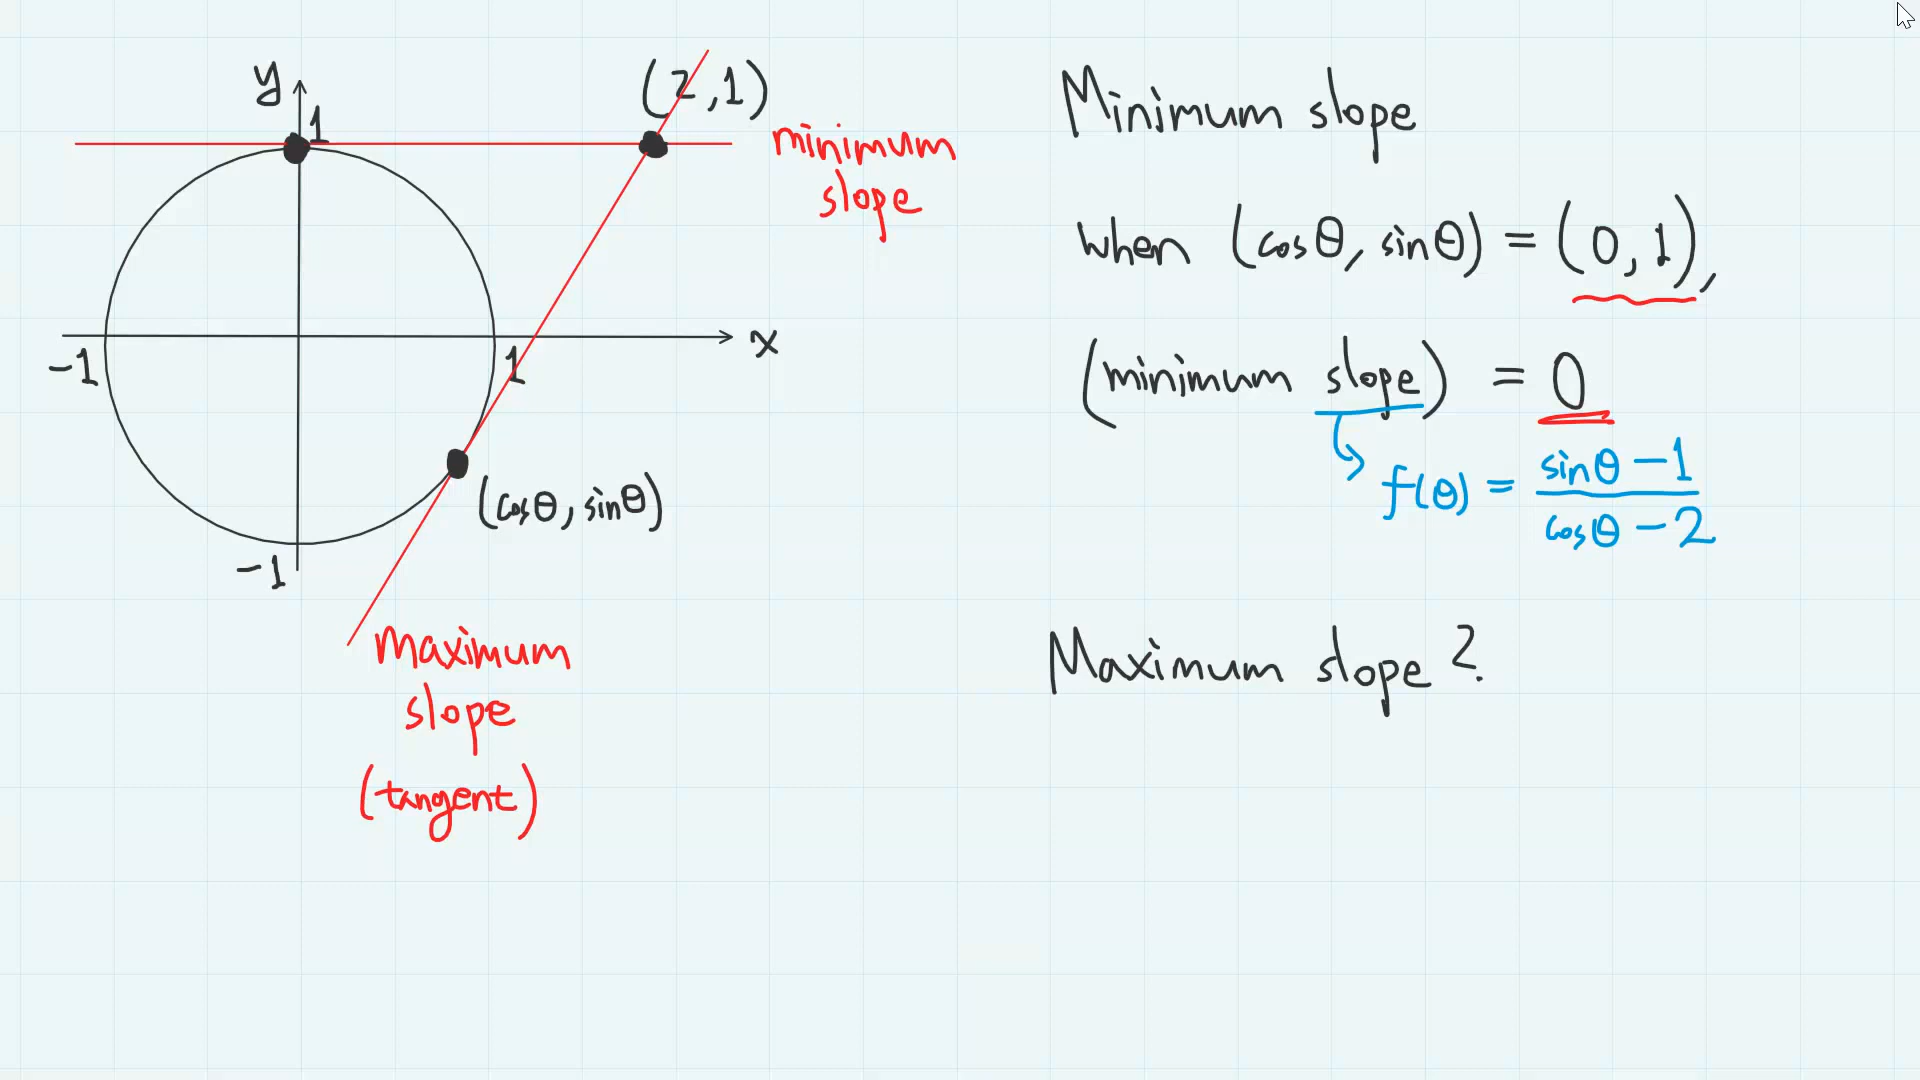 y
1
(2,1)
minimum
slope
x
-1
1
(cosθ, sinθ)
-1
maximum
slope
(tangent)
Minimum slope
when (cosθ, sinθ) = (0,1),
(minimum slope) = 0
f(θ) = \frac{sinθ-1}{cosθ-2}
Maximum slope?